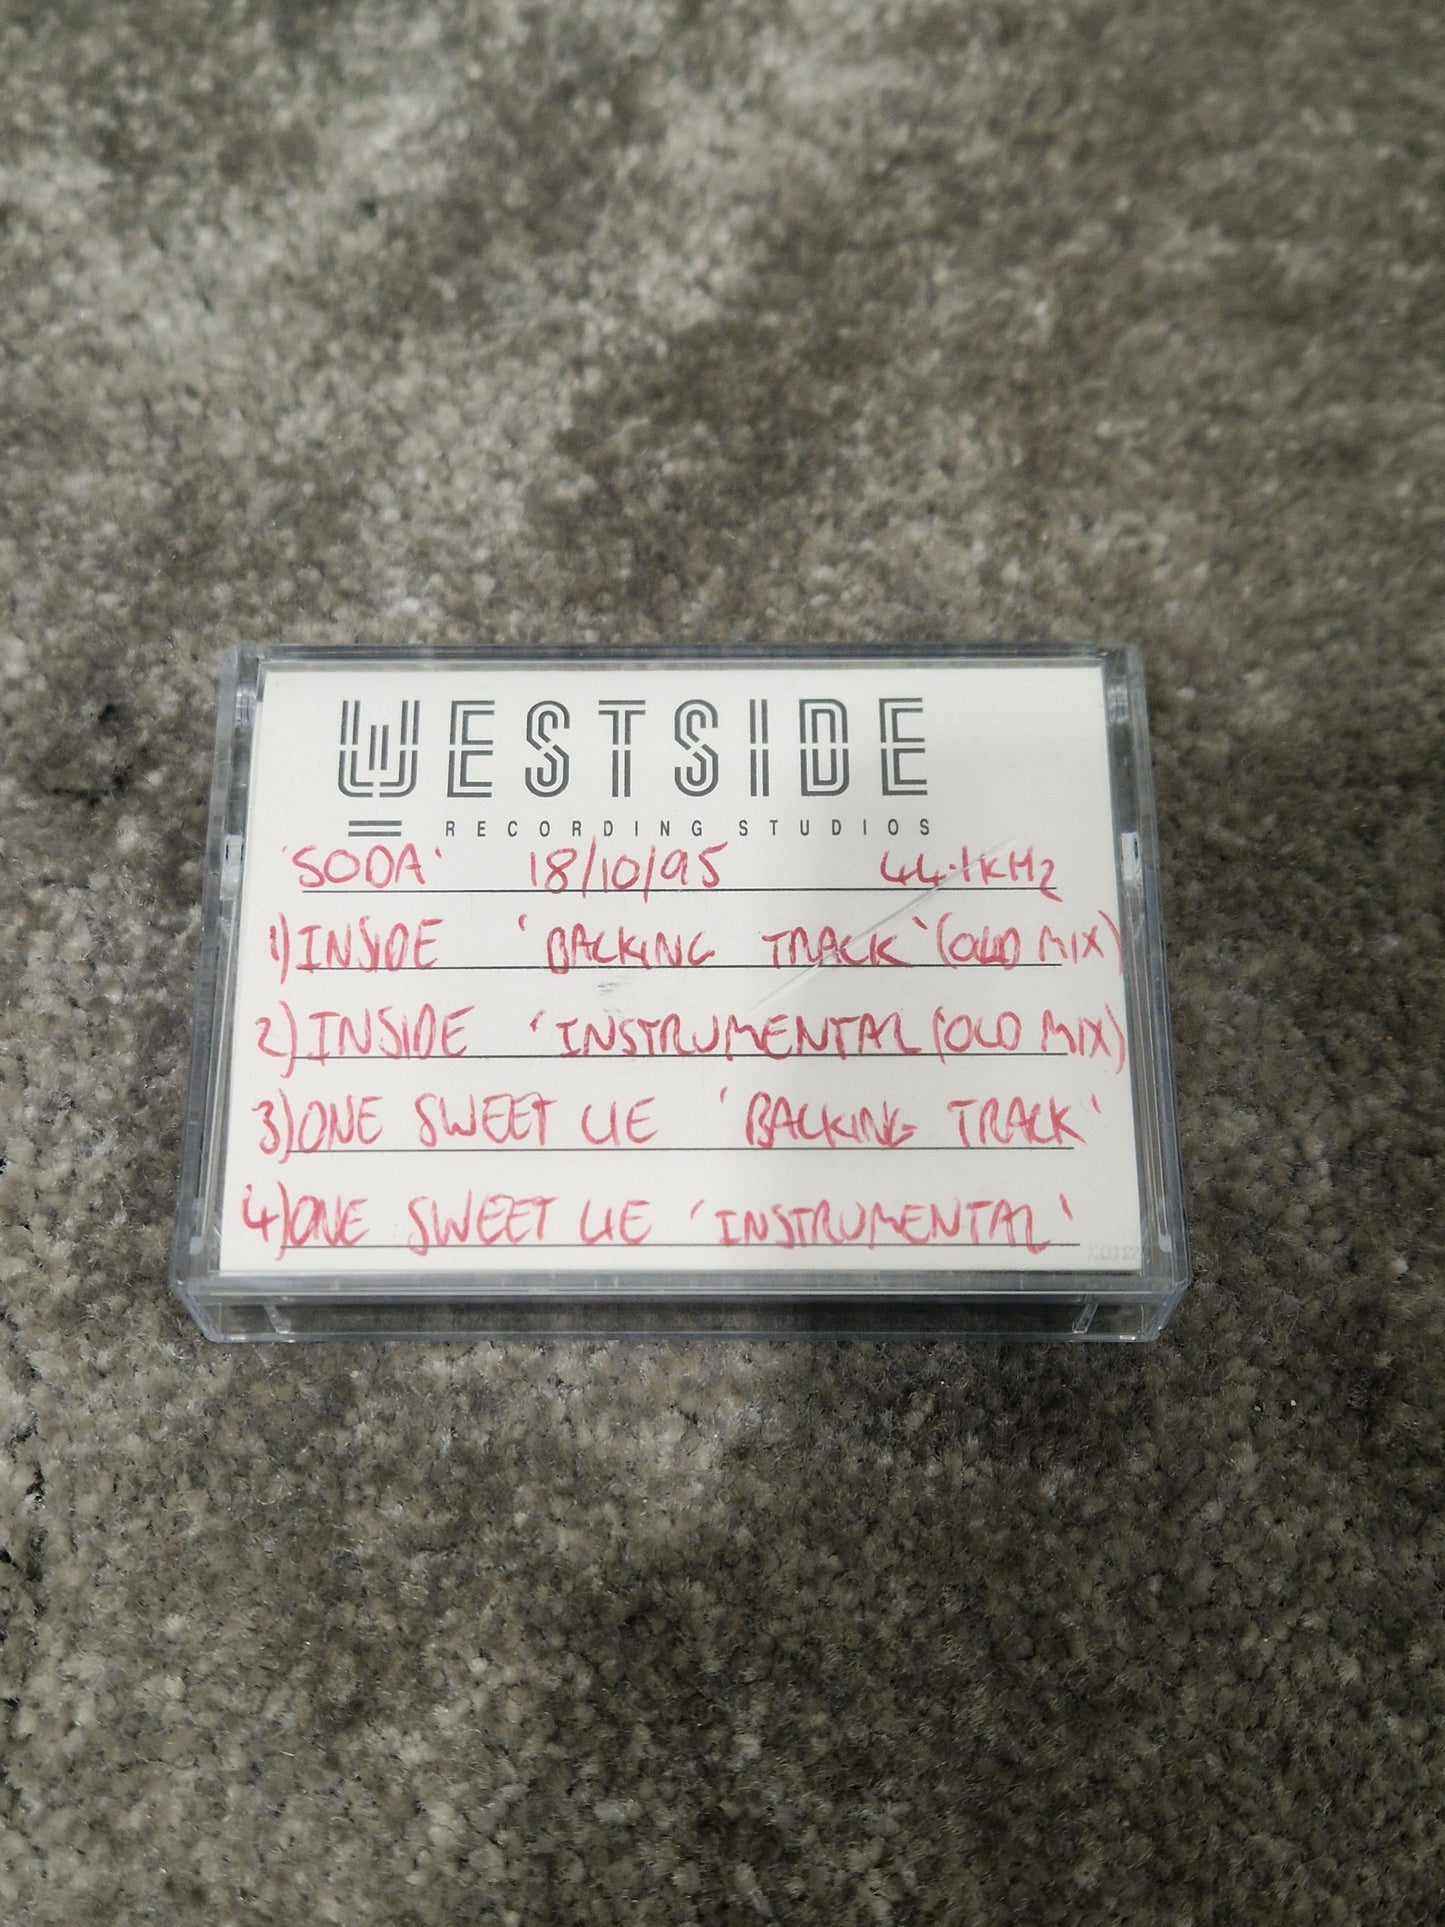 WESTSIDE
RECORDING STUDIOS
'SODA' 18/10/95 44.1KHz
1) INSIDE 'BACKING TRACK' (OLD MIX)
2) INSIDE 'INSTRUMENTAL (OLD MIX)
3) ONE SWEET LIE 'BACKING TRACK'
4) ONE SWEET LIE 'INSTRUMENTAL'